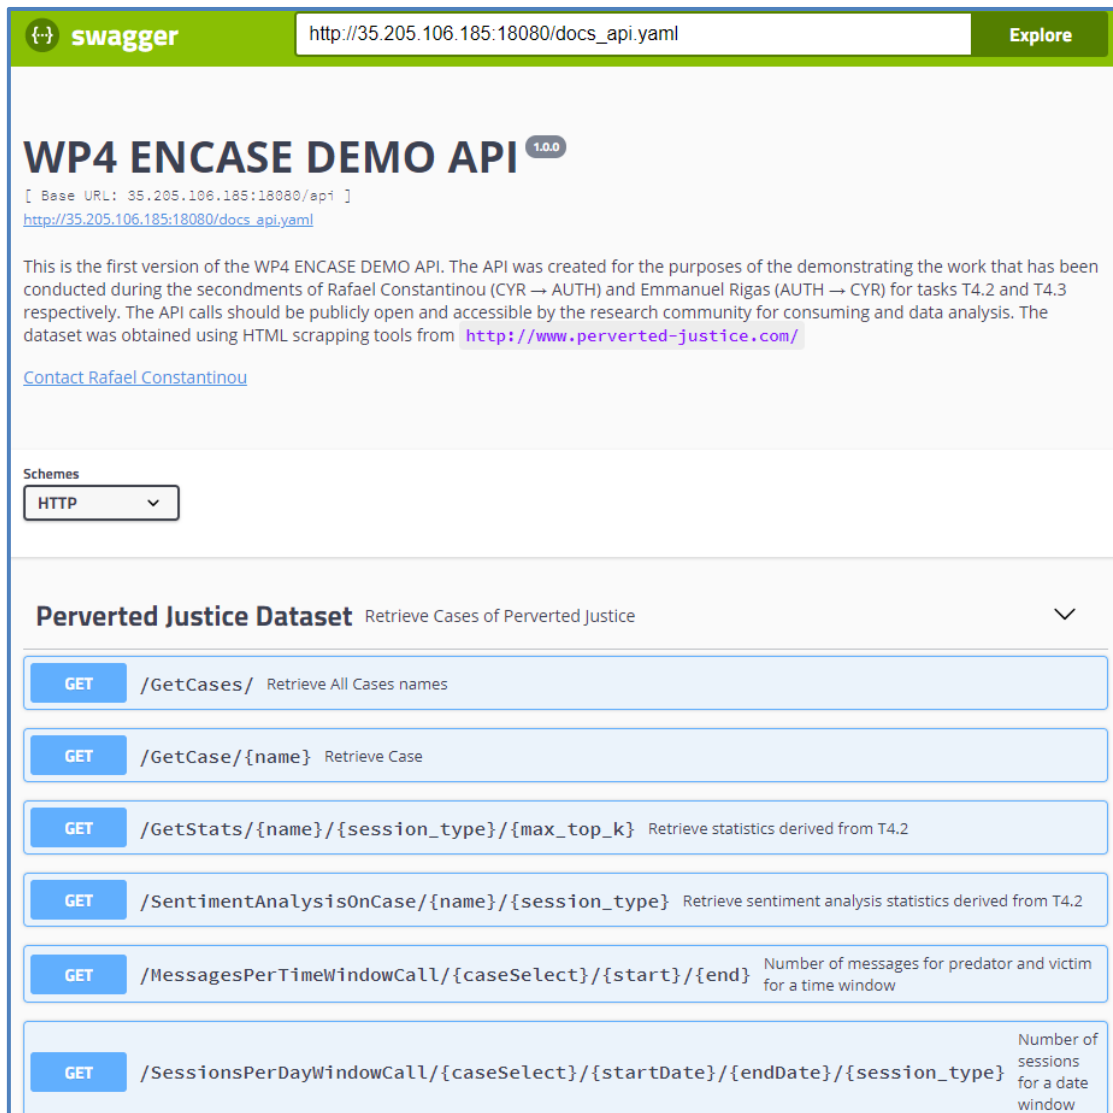 {··} swagger
http://35.205.106.185:18080/docs_api.yaml
Explore
WP4 ENCASE DEMO API 1.0.0
[ Base URL: 35.205.106.185:18080/api ]
http://35.205.106.185:18080/docs_api.yaml
This is the first version of the WP4 ENCASE DEMO API. The API was created for the purposes of the demonstrating the work that has been
conducted during the secondments of Rafael Constantinou (CYR → AUTH) and Emmanuel Rigas (AUTH → CYR) for tasks T4.2 and T4.3
respectively. The API calls should be publicly open and accessible by the research community for consuming and data analysis. The
dataset was obtained using HTML scrapping tools from http://www.perverted-justice.com/
Contact Rafael Constantinou
Schemes
HTTP
Perverted Justice Dataset Retrieve Cases of Perverted Justice
GET /GetCases/ Retrieve All Cases names
GET /GetCase/{name} Retrieve Case
GET /GetStats/{name}/{session_type}/{max_top_k} Retrieve statistics derived from T4.2
GET /SentimentAnalysisOnCase/{name}/{session_type} Retrieve sentiment analysis statistics derived from T4.2
GET /MessagesPerTimeWindowCall/{caseSelect}/{start}/{end} Number of messages for predator and victim
for a time window
GET /SessionsPerDayWindowCall/{caseSelect}/{startDate}/{endDate}/{session_type} Number of
sessions
for a date
window